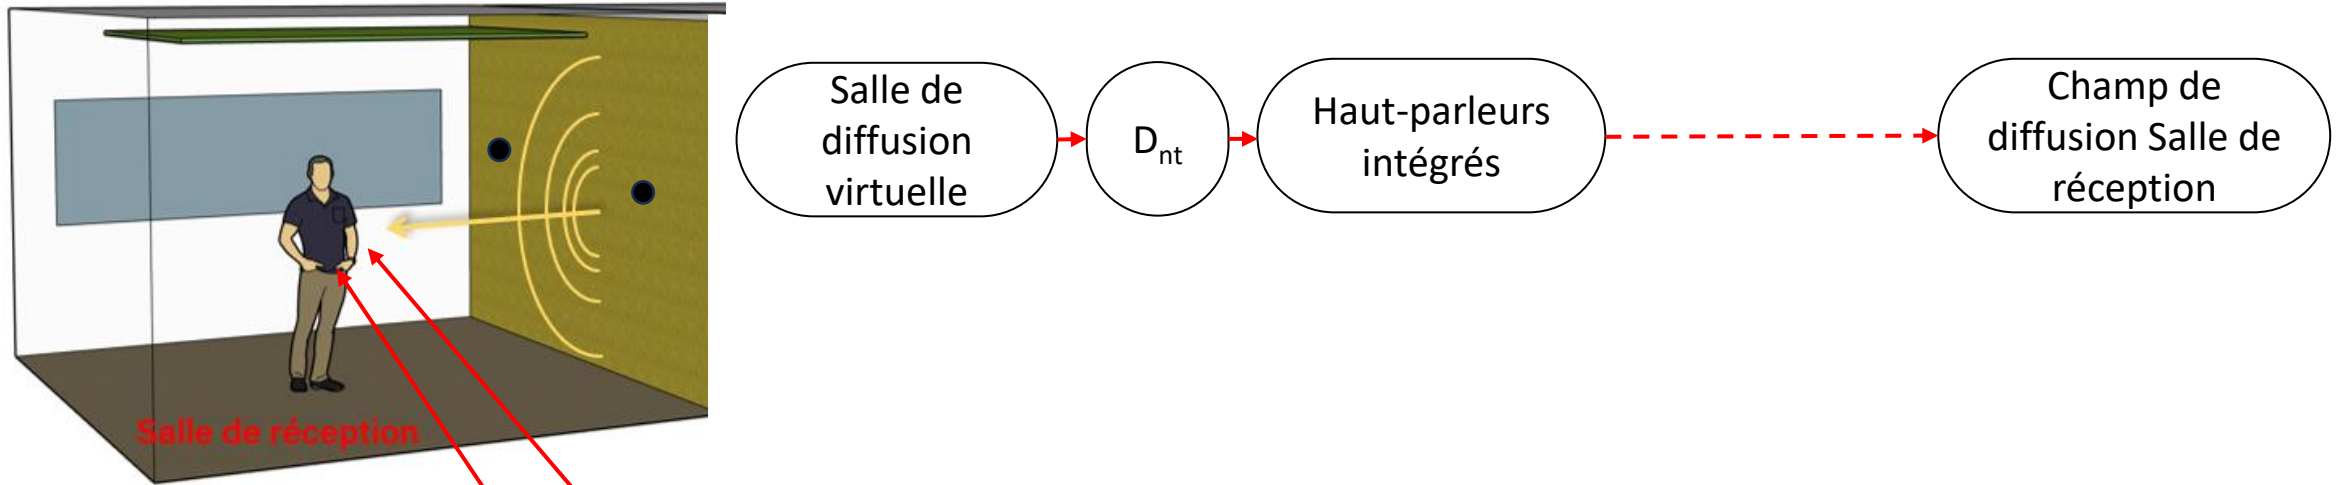 Salle de réception
Salle de
diffusion
virtuelle
Dnt
Haut-parleurs
intégrés
Champ de
diffusion Salle de
réception